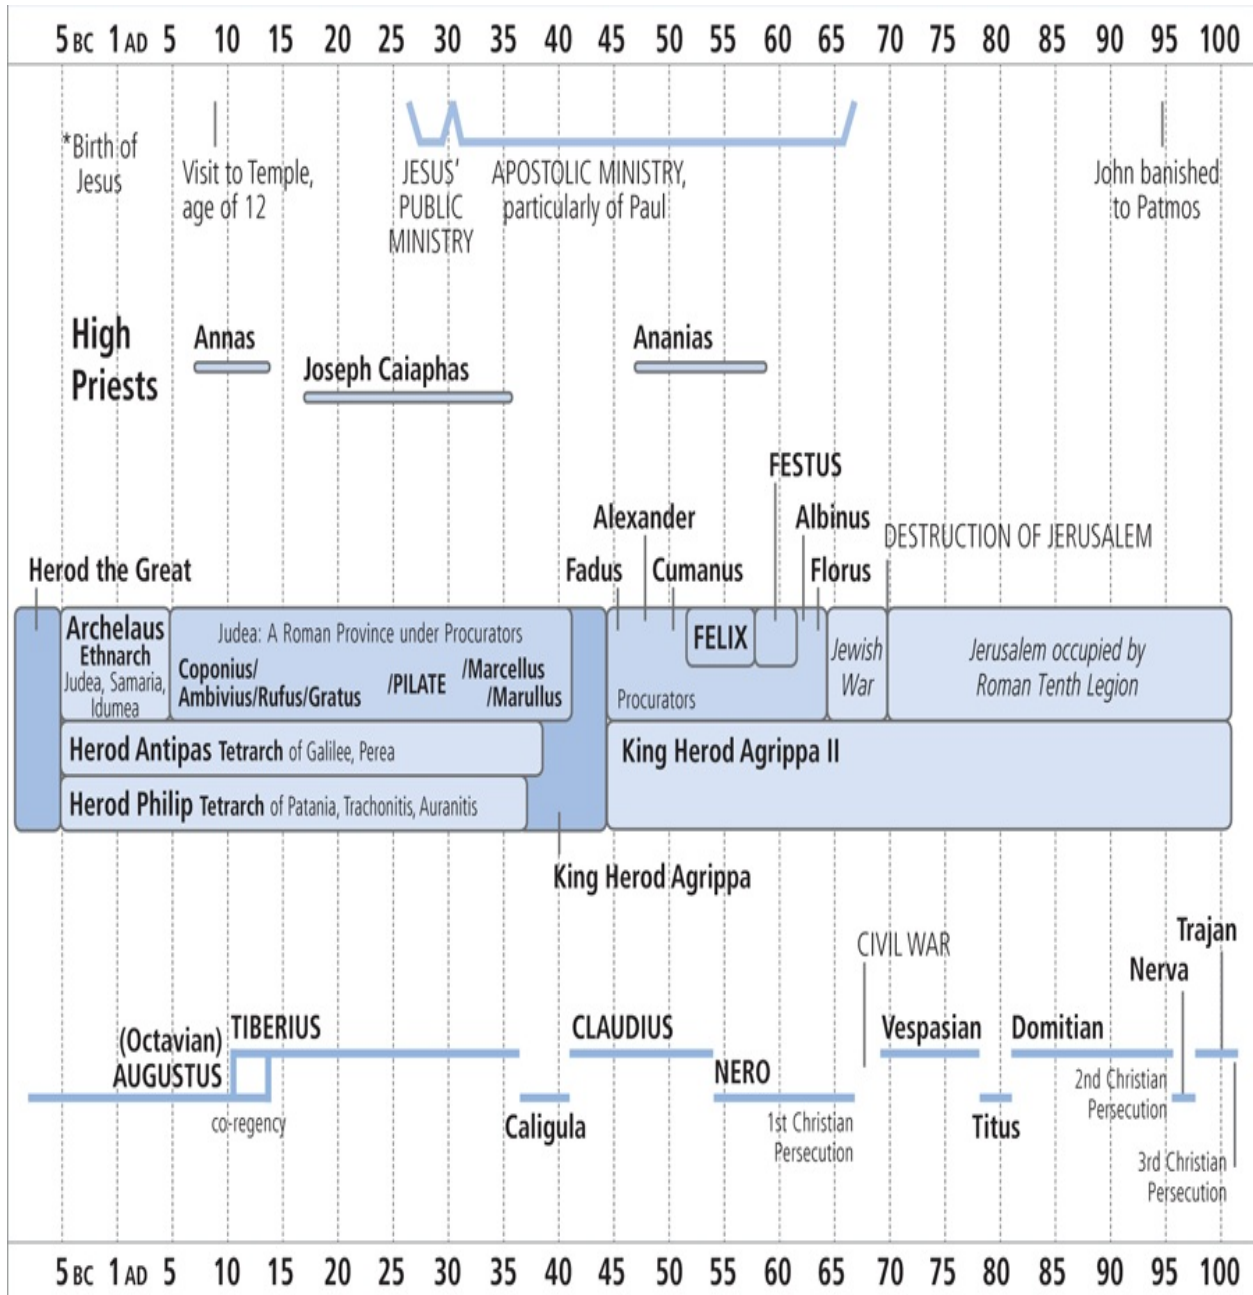 5 BC 1 AD 5 10 15 20 25 30 35 40 45 50 55 60 65 70 75 80 85 90 95 100
*Birth of
Jesus
Visit to Temple,
age of 12
JESUS'
PUBLIC
MINISTRY
APOSTOLIC MINISTRY,
particularly of Paul
John banished
to Patmos
High
Priests
Annas
Joseph Caiaphas
Ananias
FESTUS
Alexander
Albinus
DESTRUCTION OF JERUSALEM
Herod the Great
Fadus
Cumanus
Florus
Archelaus
Ethnarch
Judea, Samaria,
Idumea
Judea: A Roman Province under Procurators
Coponius/
Ambivius/Rufus/Gratus
/PILATE
/Marcellus
/Marullus
FELIX
Procurators
Jewish
War
Jerusalem occupied by
Roman Tenth Legion
Herod Antipas Tetrarch of Galilee, Perea
King Herod Agrippa II
Herod Philip Tetrarch of Patania, Trachonitis, Auranitis
King Herod Agrippa
CIVIL WAR
Trajan
Nerva
(Octavian)
AUGUSTUS
TIBERIUS
co-regency
Caligula
CLAUDIUS
NERO
1st Christian
Persecution
Vespasian
Titus
Domitian
2nd Christian
Persecution
3rd Christian
Persecution
5 BC 1 AD 5 10 15 20 25 30 35 40 45 50 55 60 65 70 75 80 85 90 95 100